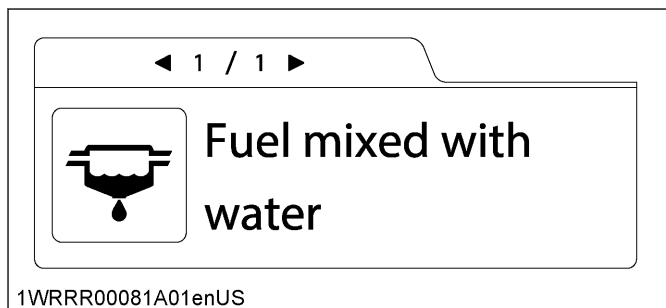 ◀ 1 / 1 ▶
Fuel mixed with
water
1WRRR00081A01enUS